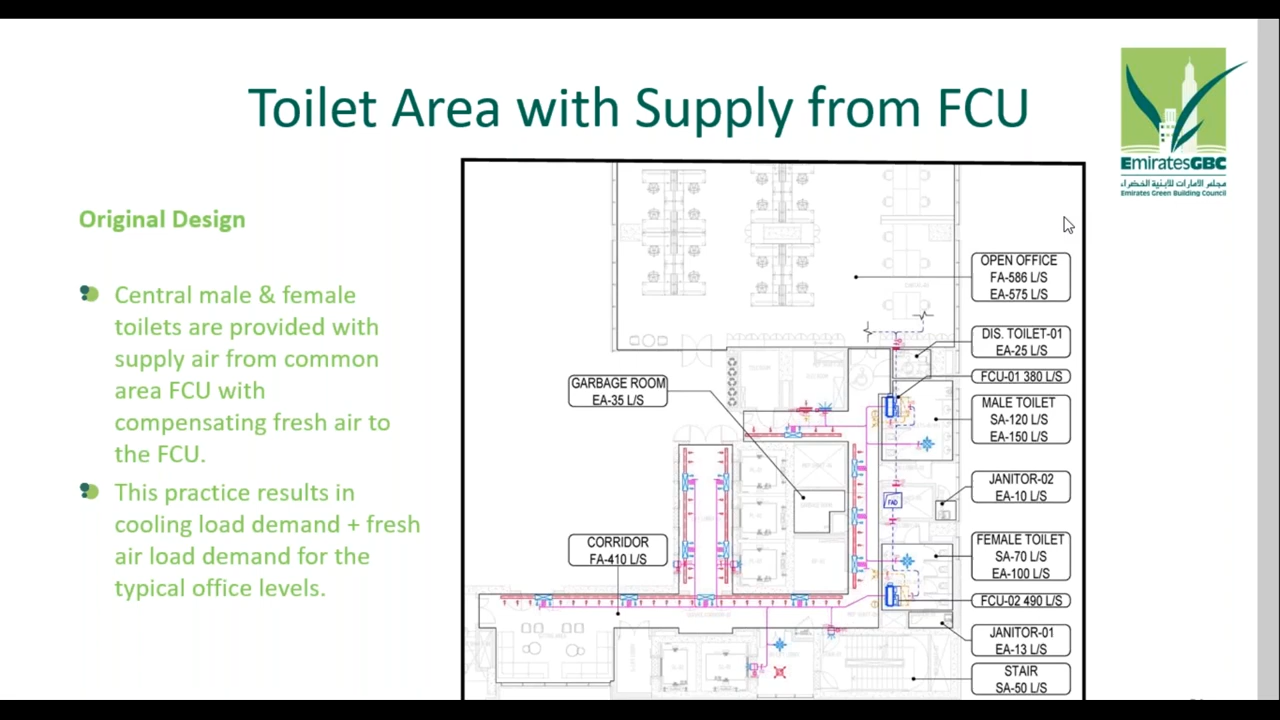 Toilet Area with Supply from FCU
EmiratesGBC
مجلس الامارات للأبنية الخضراء
Emirates Green Building Council
Original Design
Central male & female
toilets are provided with
supply air from common
area FCU with
compensating fresh air to
the FCU.
This practice results in
cooling load demand + fresh
air load demand for the
typical office levels.
OPEN OFFICE
FA-586 L/S
EA-575 L/S
DIS. TOILET-01
EA-25 L/S
FCU-01 380 L/S
GARBAGE ROOM
EA-35 L/S
MALE TOILET
SA-120 L/S
EA-150 L/S
JANITOR-02
EA-10 L/S
FAD
CORRIDOR
FA-410 L/S
FEMALE TOILET
SA-70 L/S
EA-100 L/S
FCU-02 490 L/S
JANITOR-01
EA-13 L/S
STAIR
SA-50 L/S